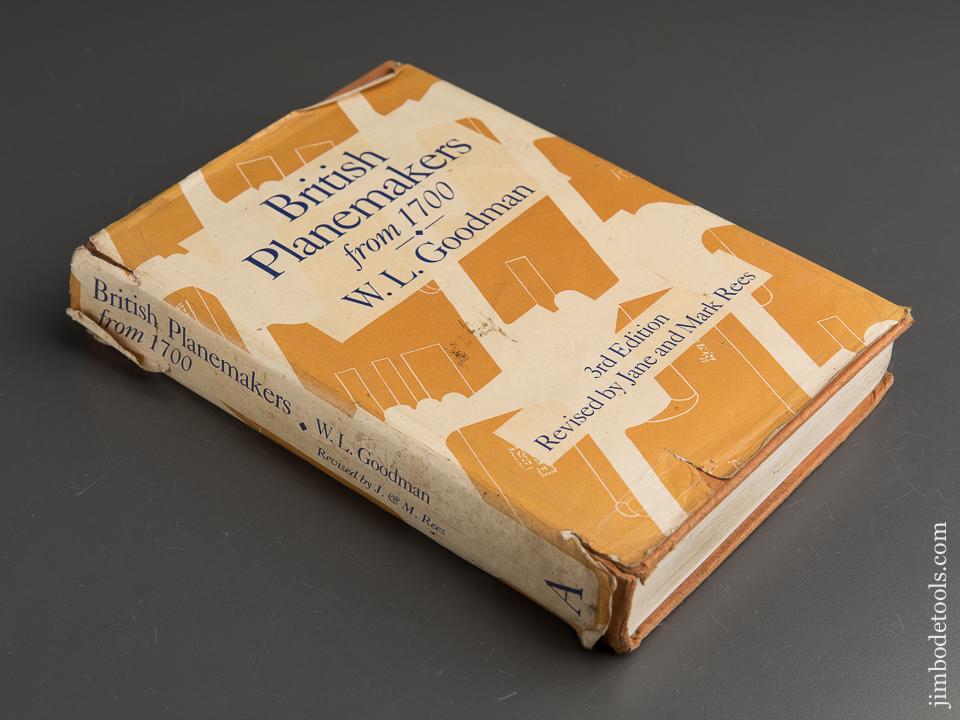 British
Planemakers
from 1700
W. L. Goodman
3rd Edition
Revised by Jane and Mark Rees
British Planemakers
from 1700
W. L. Goodman
Revised by J. & M. Rees
A
jimbodetools.com